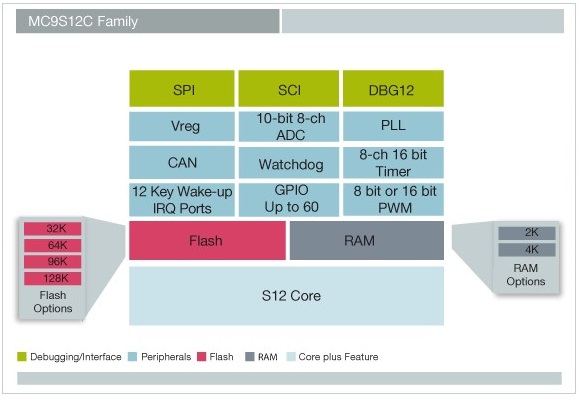 MC9S12C Family
SPI
SCI
DBG12
Vreg
10-bit 8-ch
ADC
PLL
CAN
Watchdog
8-ch 16 bit
Timer
12 Key Wake-up
IRQ Ports
GPIO
Up to 60
8 bit or 16 bit
PWM
32K
64K
96K
128K
Flash
Options
Flash
RAM
2K
4K
RAM
Options
S12 Core
Debugging/Interface
Peripherals
Flash
RAM
Core plus Feature